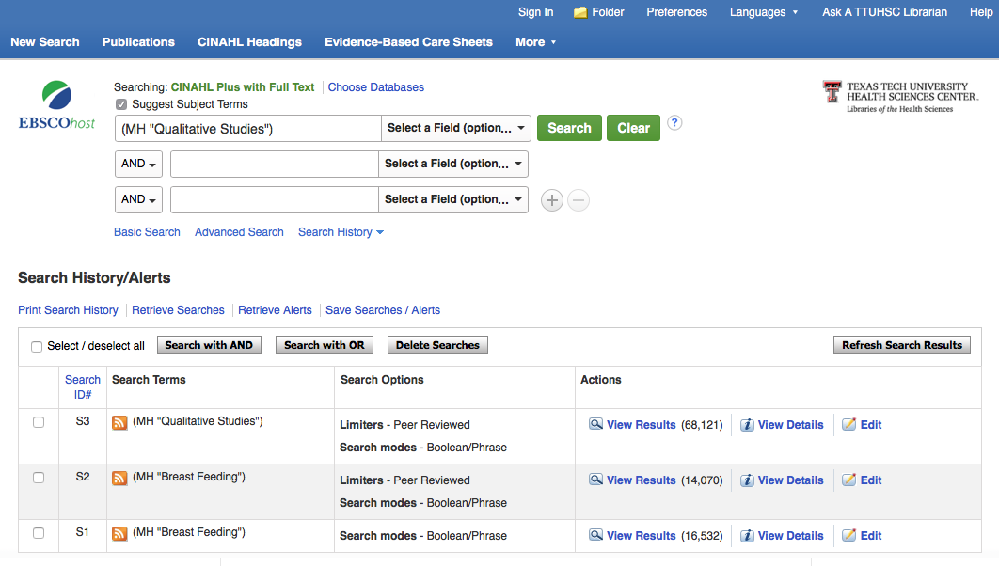 Sign In Folder Preferences Languages Ask A TTUHSC Librarian Help
New Search Publications CINAHL Headings Evidence-Based Care Sheets More
EBSCOhost
Searching: CINAHL Plus with Full Text Choose Databases
Suggest Subject Terms
(MH "Qualitative Studies") Select a Field (option... Search Clear ?
AND Select a Field (option...
AND Select a Field (option...
Basic Search Advanced Search Search History
TEXAS TECH UNIVERSITY
HEALTH SCIENCES CENTER.
Libraries of the Health Sciences
Search History/Alerts
Print Search History Retrieve Searches Retrieve Alerts Save Searches / Alerts
Select / deselect all Search with AND Search with OR Delete Searches Refresh Search Results
Search ID# Search Terms Search Options Actions
S3 (MH "Qualitative Studies") Limiters - Peer Reviewed View Results (68,121) View Details Edit
Search modes - Boolean/Phrase
S2 (MH "Breast Feeding") Limiters - Peer Reviewed View Results (14,070) View Details Edit
Search modes - Boolean/Phrase
S1 (MH "Breast Feeding") Search modes - Boolean/Phrase View Results (16,532) View Details Edit